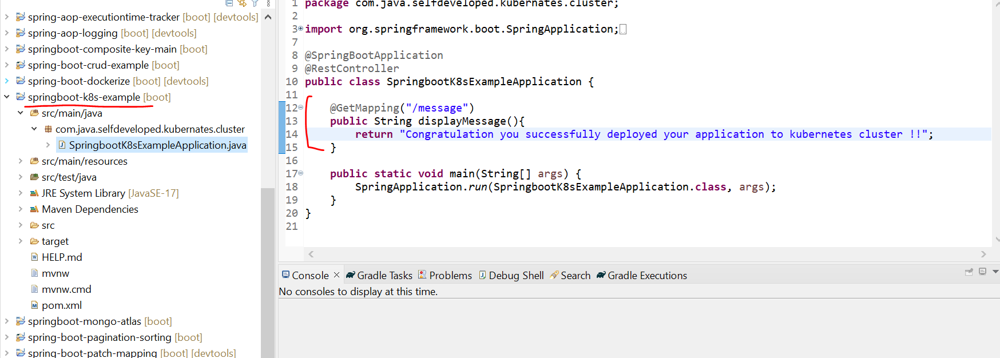 spring-aop-executiontime-tracker [boot] [devtools]
spring-aop-logging [boot] [devtools]
springboot-composite-key-main [boot]
spring-boot-crud-example [boot]
spring-boot-dockerize [boot] [devtools]
springboot-k8s-example [boot]
src/main/java
com.java.selfdeveloped.kubernates.cluster
SpringbootK8sExampleApplication.java
src/main/resources
src/test/java
JRE System Library [JavaSE-17]
Maven Dependencies
src
target
HELP.md
mvnw
mvnw.cmd
pom.xml
springboot-mongo-atlas [boot]
spring-boot-pagination-sorting [boot]
spring-boot-patch-mapping [boot] [devtools]
1 package com.java.selfdeveloped.kubernates.cluster;
2
3 import org.springframework.boot.SpringApplication;
7
8 @SpringBootApplication
9 @RestController
10 public class SpringbootK8sExampleApplication {
11
12 @GetMapping("/message")
13 public String displayMessage(){
14 return "Congratulation you successfully deployed your application to kubernetes cluster !!";
15 }
16
17 public static void main(String[] args) {
18 SpringApplication.run(SpringbootK8sExampleApplication.class, args);
19 }
20 }
21
Console Gradle Tasks Problems Debug Shell Search Gradle Executions
No consoles to display at this time.